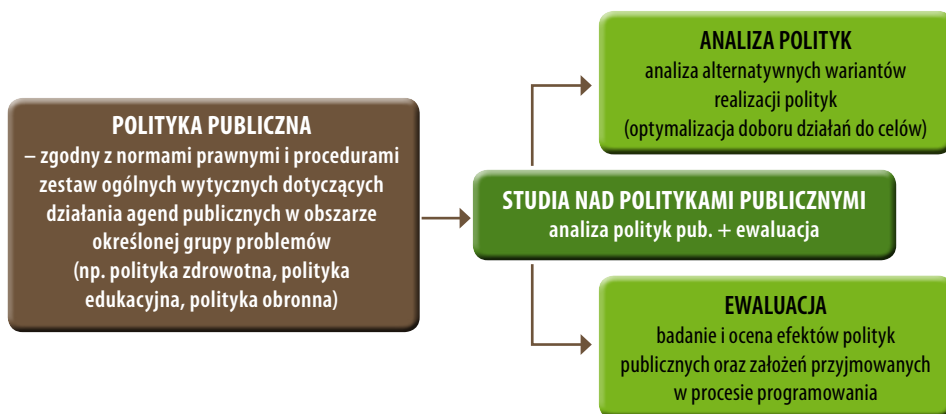 POLITYKA PUBLICZNA
– zgodny z normami prawnymi i procedurami
zestaw ogólnych wytycznych dotyczących
działania agend publicznych w obszarze
określonej grupy problemów
(np. polityka zdrowotna, polityka
edukacyjna, polityka obronna)
STUDIA NAD POLITYKAMI PUBLICZNYMI
analiza polityk pub. + ewaluacja
ANALIZA POLITYK
analiza alternatywnych wariantów
realizacji polityk
(optymalizacja doboru działań do celów)
EWALUACJA
badanie i ocena efektów polityk
publicznych oraz założeń przyjmowanych
w procesie programowania